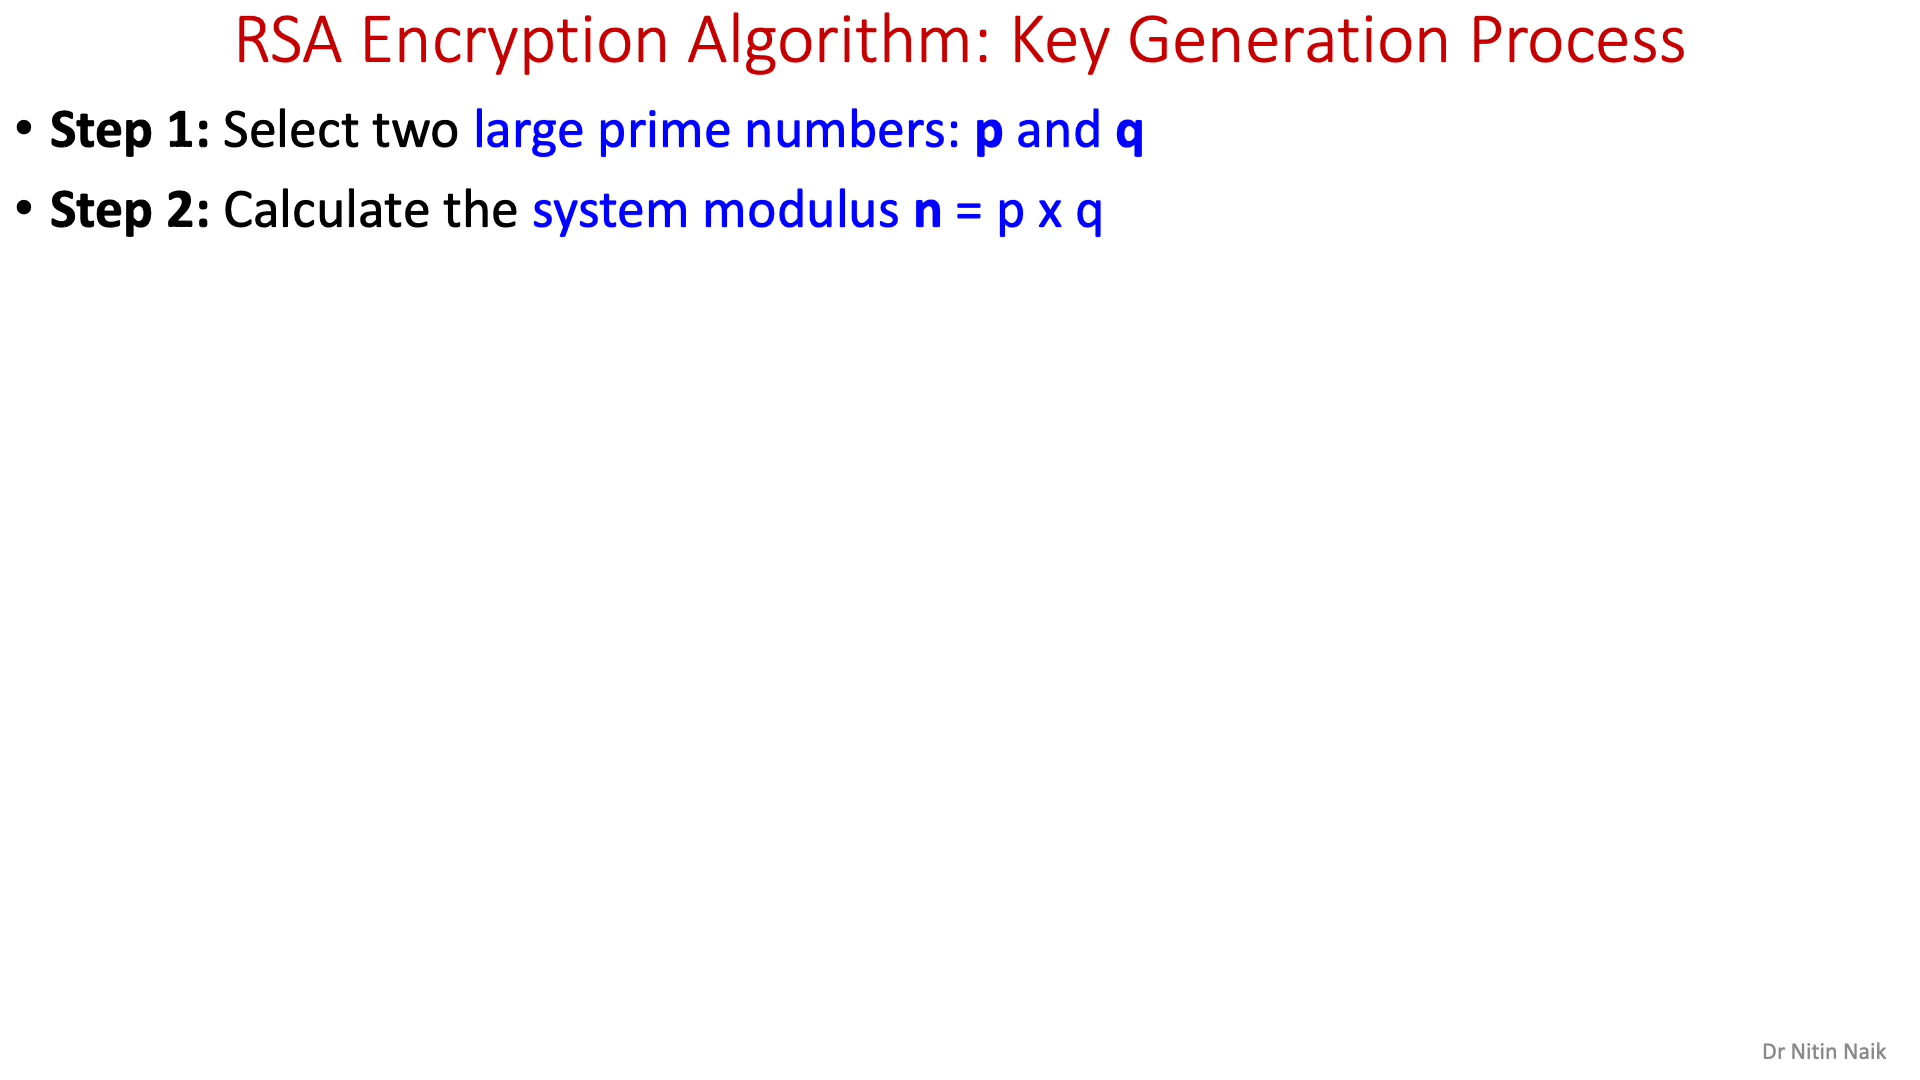 RSA Encryption Algorithm: Key Generation Process
• Step 1: Select two large prime numbers: p and q
• Step 2: Calculate the system modulus n = p x q
Dr Nitin Naik